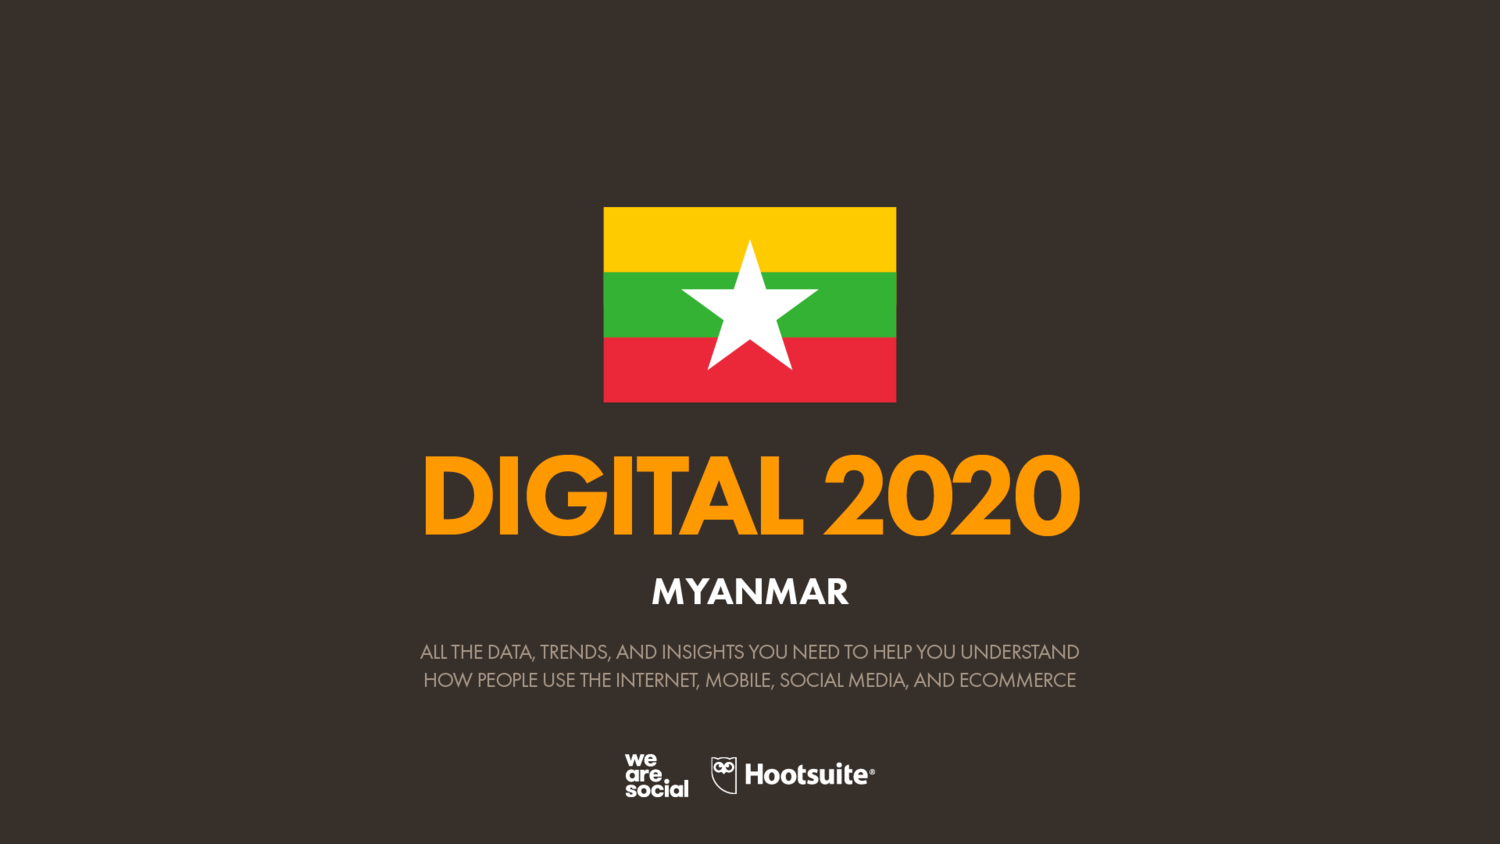 DIGITAL 2020
MYANMAR
ALL THE DATA, TRENDS, AND INSIGHTS YOU NEED TO HELP YOU UNDERSTAND
HOW PEOPLE USE THE INTERNET, MOBILE, SOCIAL MEDIA, AND ECOMMERCE
we
are
social
Hootsuite®